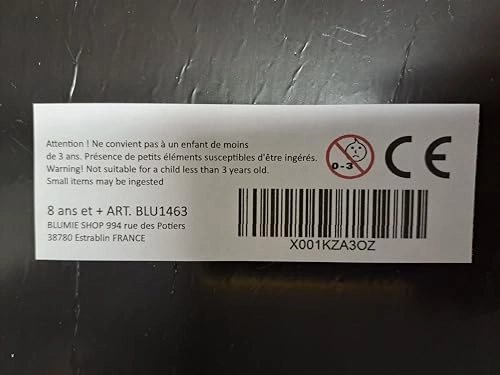 Attention ! Ne convient pas à un enfant de moins
de 3 ans. Présence de petits éléments susceptibles d'être ingérés.
Warning! Not suitable for a child less than 3 years old.
Small items may be ingested
0-3
CE
8 ans et + ART. BLU1463
BLUMIE SHOP 994 rue des Potiers
38780 Estrablin FRANCE
X001KZA3OZ